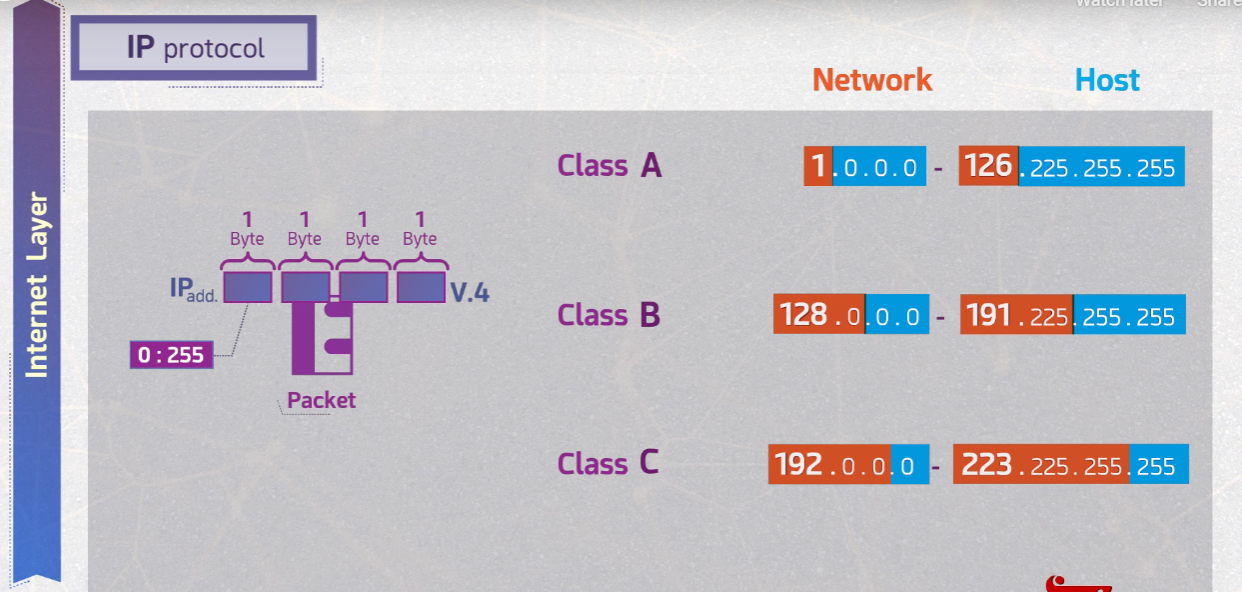 Watch later Share
IP protocol
Network Host
Class A 1.0.0.0 - 126.225.255.255
1 1 1 1
Byte Byte Byte Byte
IP add. V.4
Class B 128.0.0.0 - 191.225.255.255
0:255
Packet
Class C 192.0.0.0 - 223.225.255.255
Internet Layer